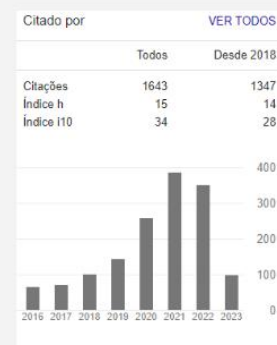 Citado por VER TODOS
Todos Desde 2018
Citações 1643 1347
Índice h 15 14
Índice i10 34 28
400
300
200
100
0
2016 2017 2018 2019 2020 2021 2022 2023